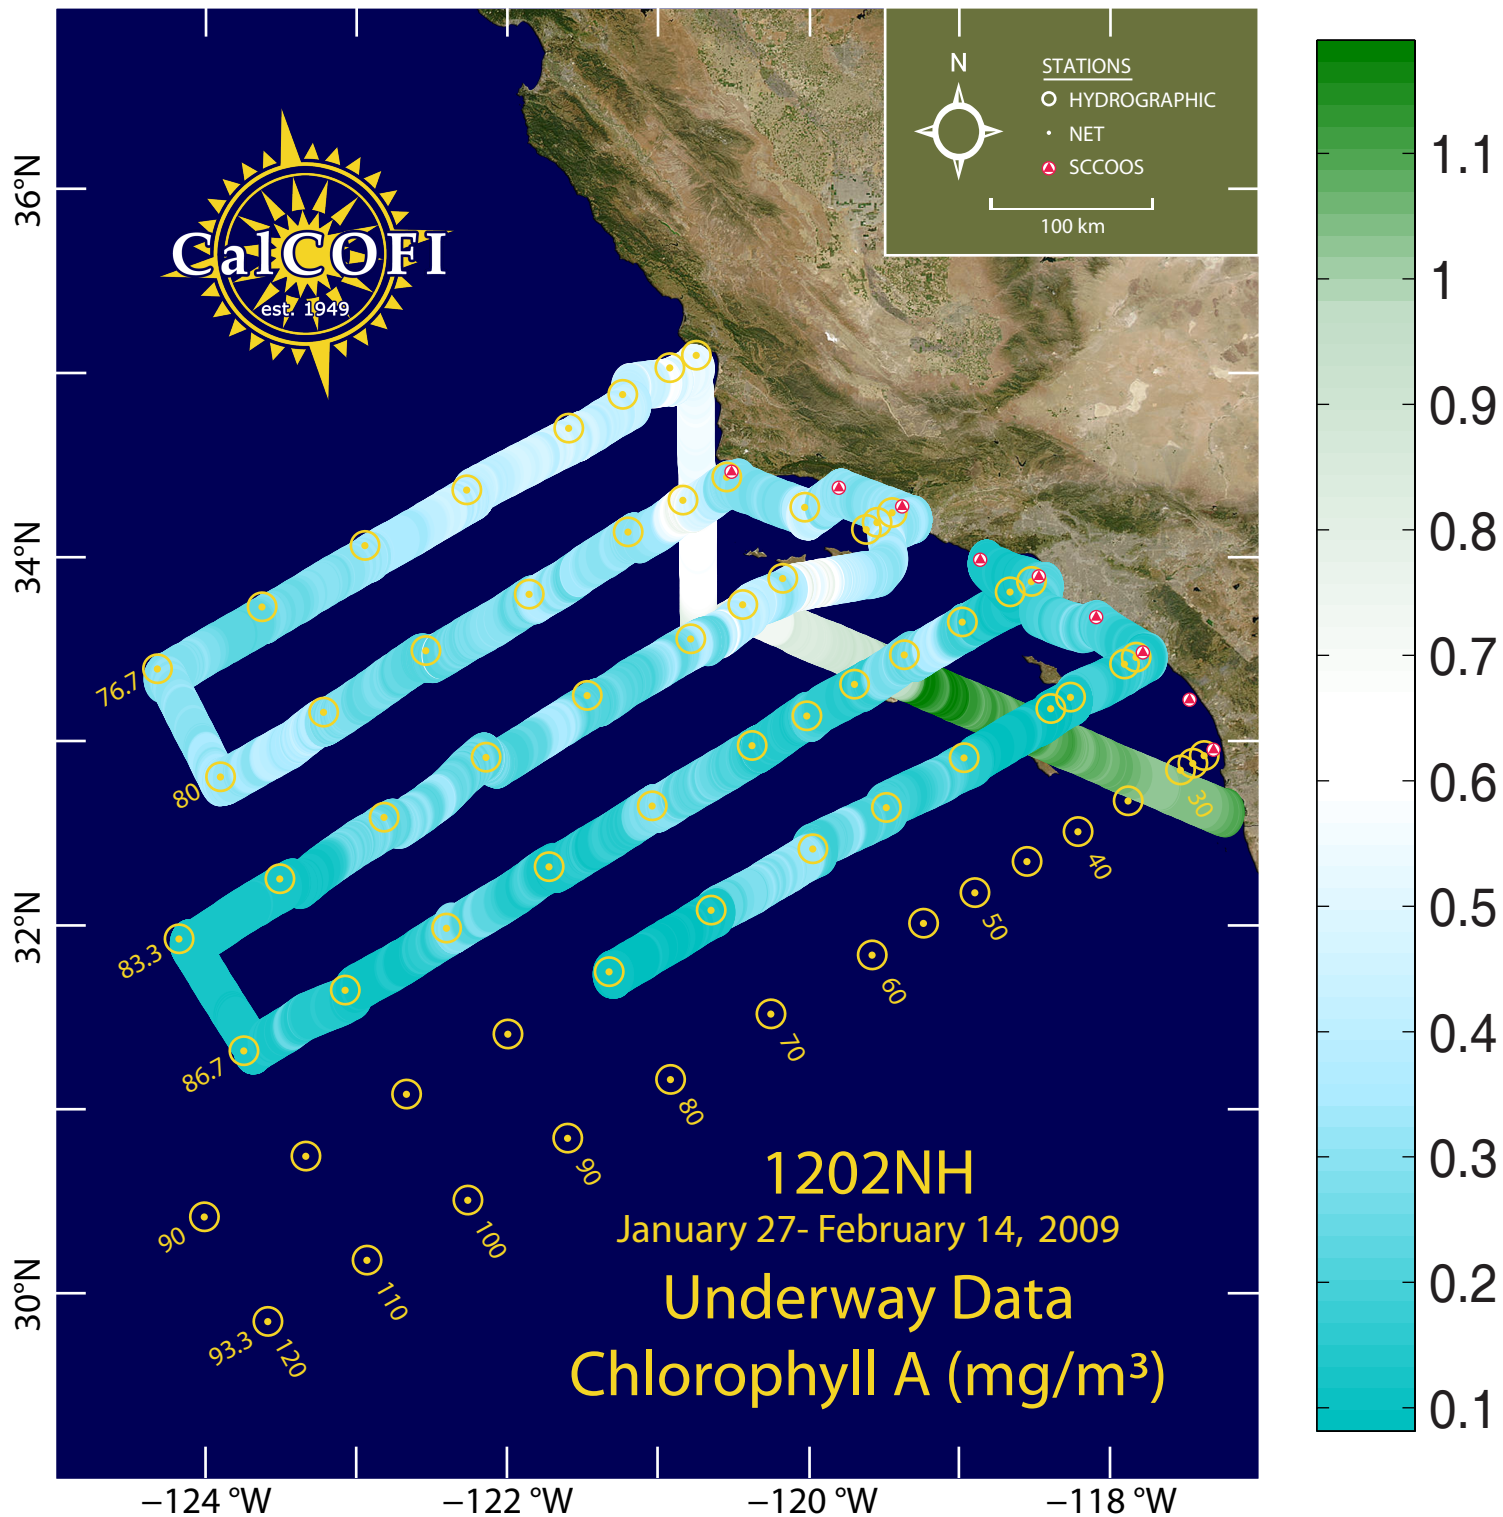 N
STATIONS
HYDROGRAPHIC
NET
SCCOOS
100 km
CalCOFI
est. 1949
36°N
34°N
32°N
30°N
76.7
80
83.3
86.7
90
93.3
30
40
50
60
70
80
90
100
110
120
1202NH
January 27- February 14, 2009
Underway Data
Chlorophyll A (mg/m³)
−124 °W
−122 °W
−120 °W
−118 °W
1.1
1
0.9
0.8
0.7
0.6
0.5
0.4
0.3
0.2
0.1